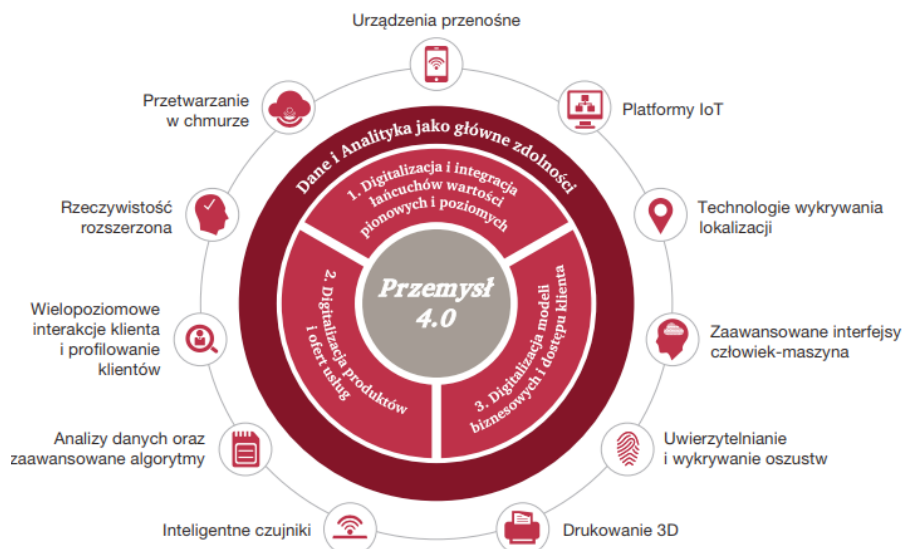 Urządzenia przenośne
Przetwarzanie
w chmurze
Platformy IoT
Dane i Analityka jako główne zdolności
1. Digitalizacja i integracja
łańcuchów wartości
pionowych i poziomych
Rzeczywistość
rozszerzona
Technologie wykrywania
lokalizacji
Przemysł
4.0
2. Digitalizacja produktów
i ofert usług
3. Digitalizacja modeli
biznesowych i dostępu klienta
Wielopoziomowe
interakcje klienta
i profilowanie
klientów
Zaawansowane interfejsy
człowiek-maszyna
Analizy danych oraz
zaawansowane algorytmy
Uwierzytelnianie
i wykrywanie oszustw
Inteligentne czujniki
Drukowanie 3D